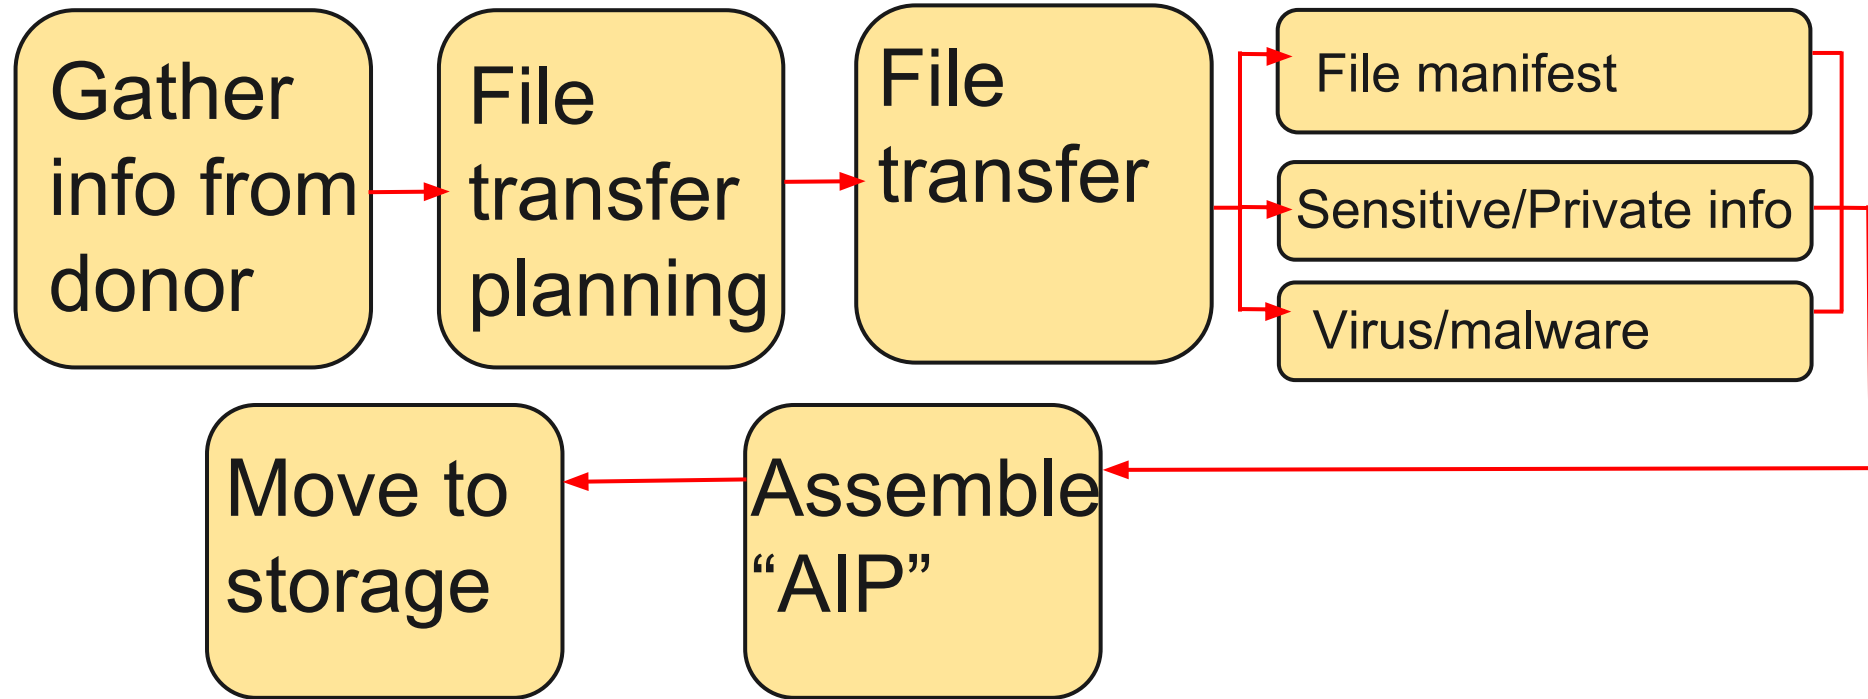 Gather
info from
donor
File
transfer
planning
File
transfer
File manifest
Sensitive/Private info
Virus/malware
Move to
storage
Assemble
“AIP”